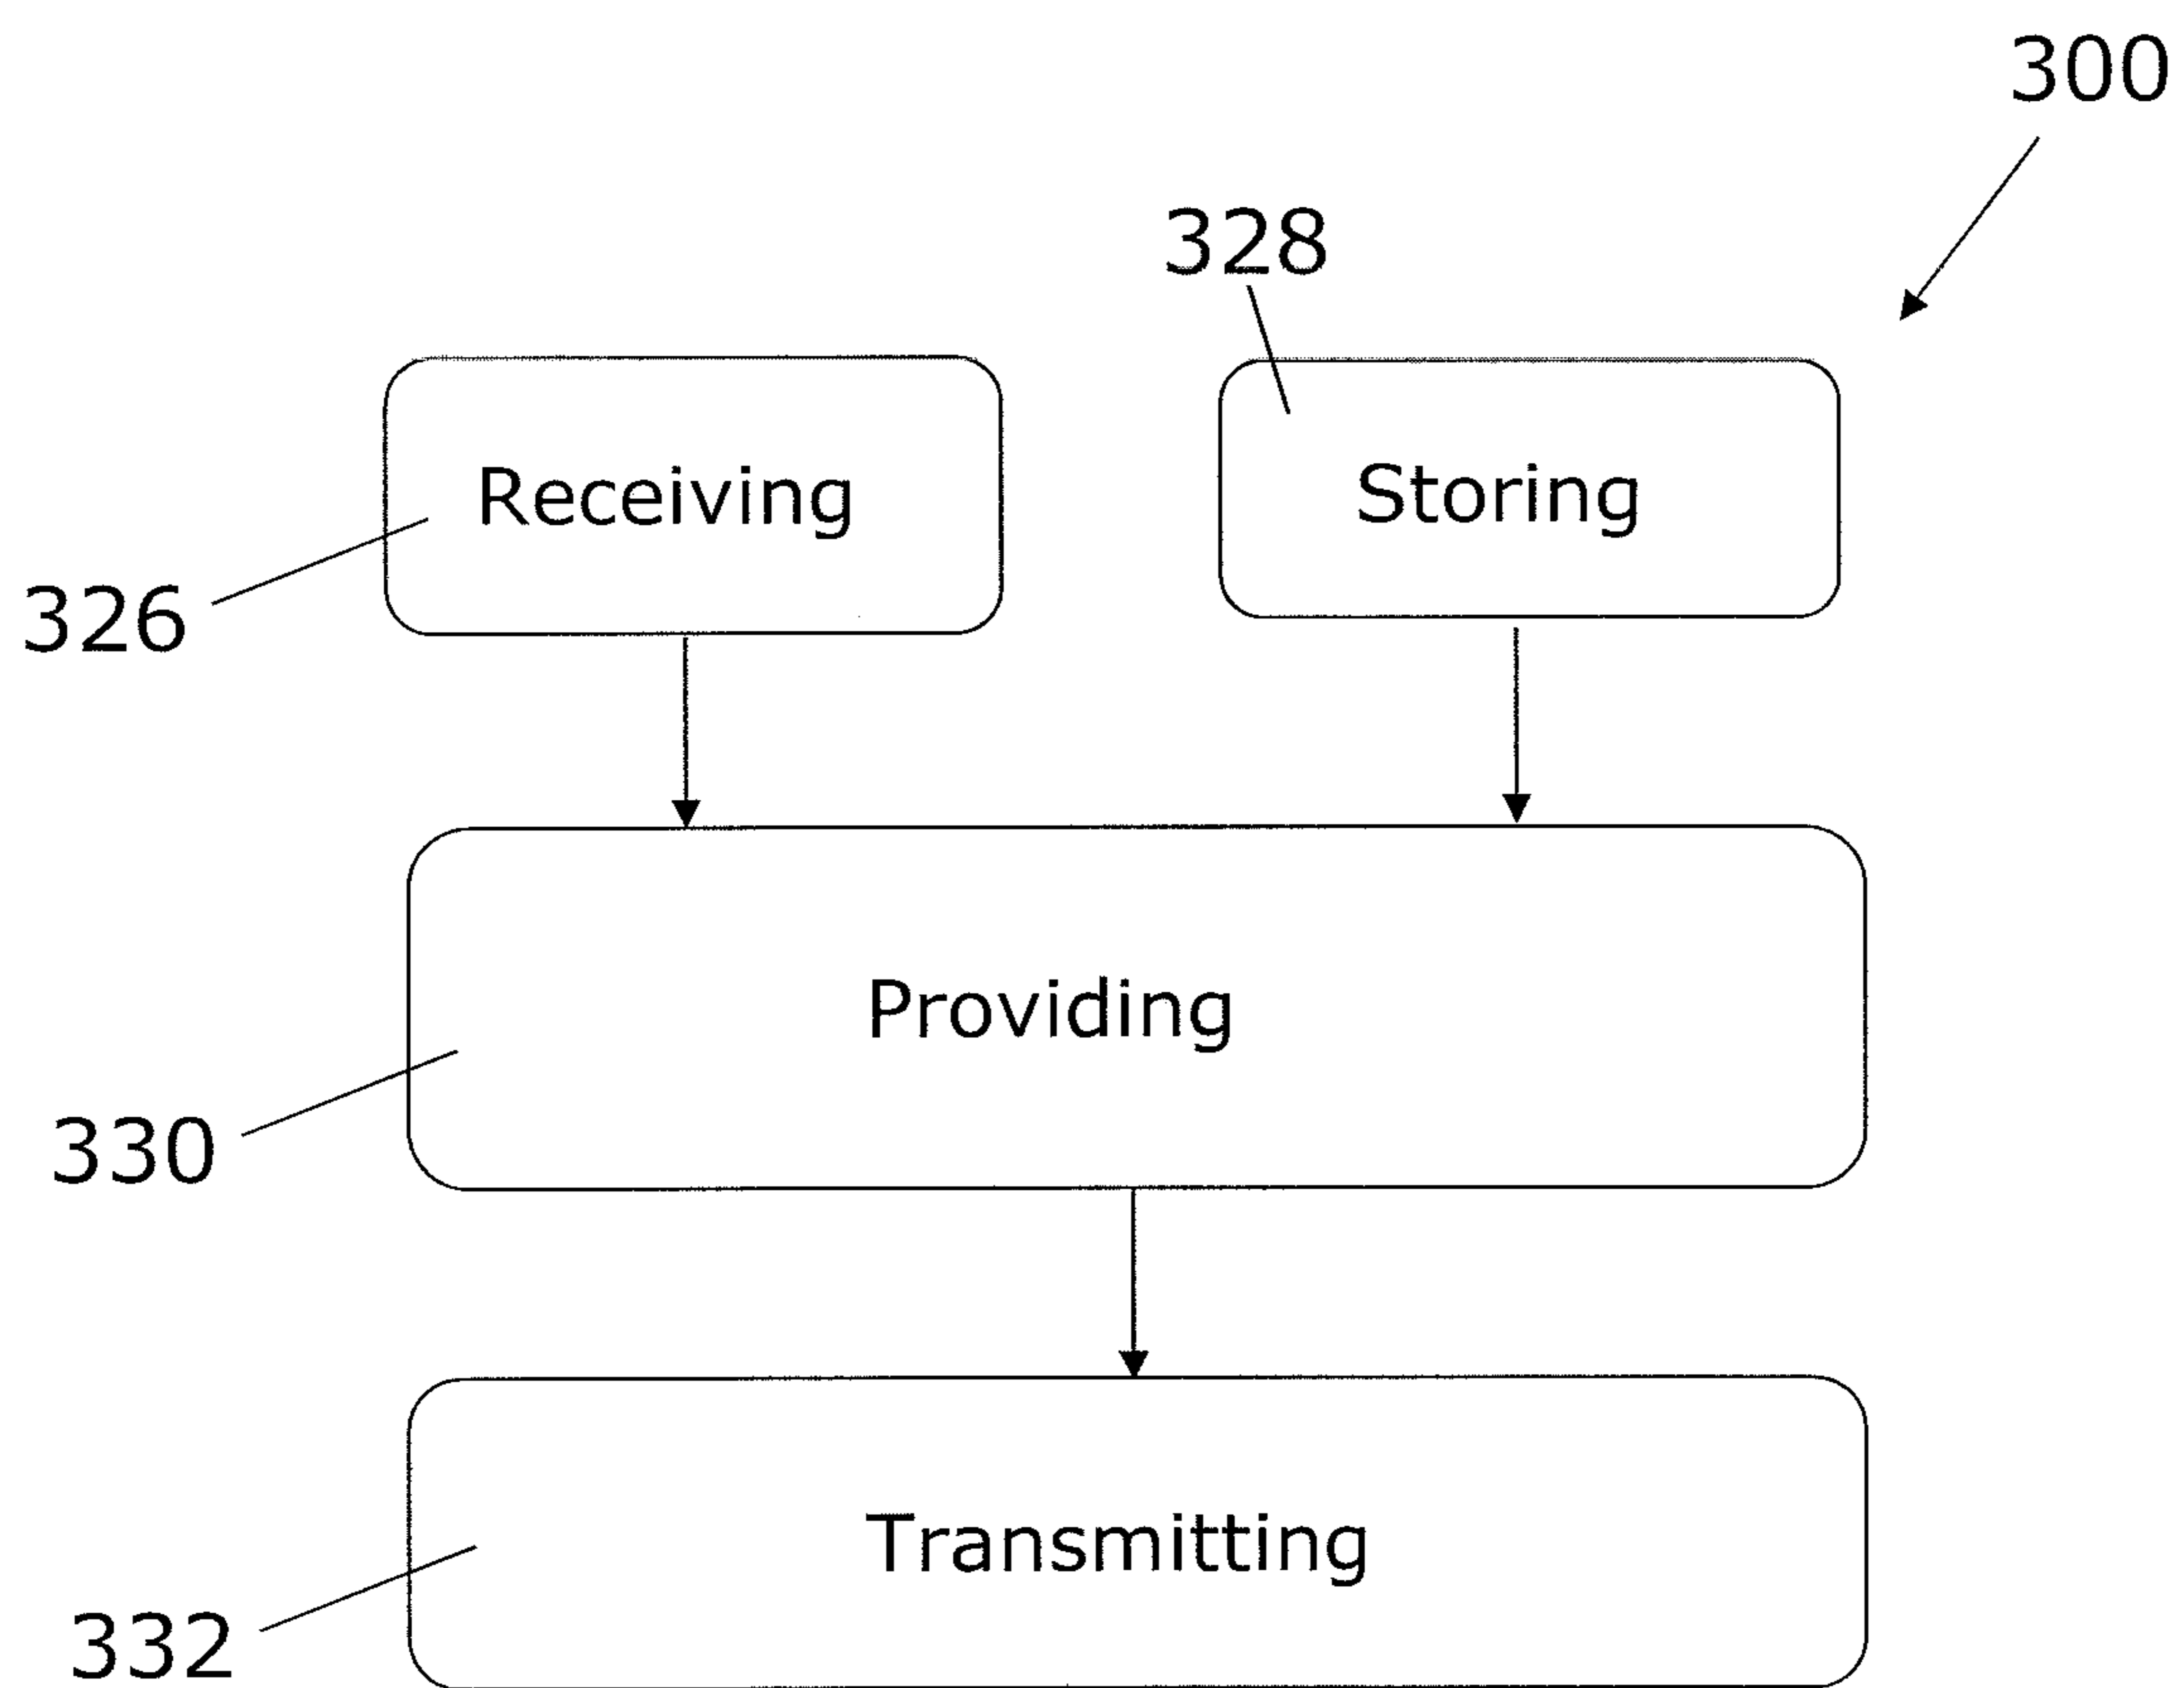 300
328
Receiving
Storing
326
Providing
330
Transmitting
332